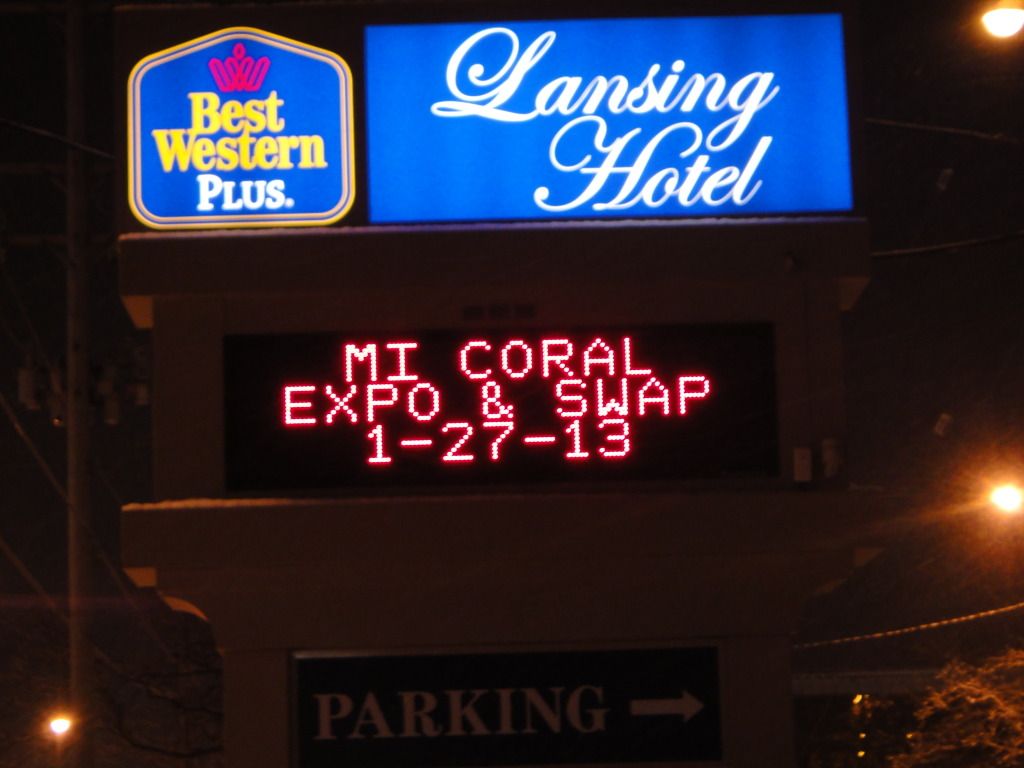 Best
Western
PLUS.
Lansing
Hotel
MI CORAL
EXPO & SWAP
1-27-13
PARKING →